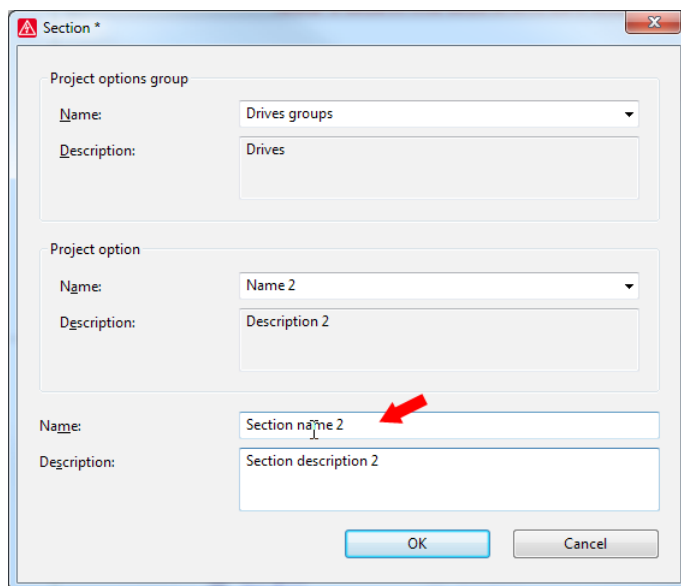 Section *
Project options group
Name: Drives groups
Description: Drives
Project option
Name: Name 2
Description: Description 2
Name: Section name 2
Description: Section description 2
OK Cancel